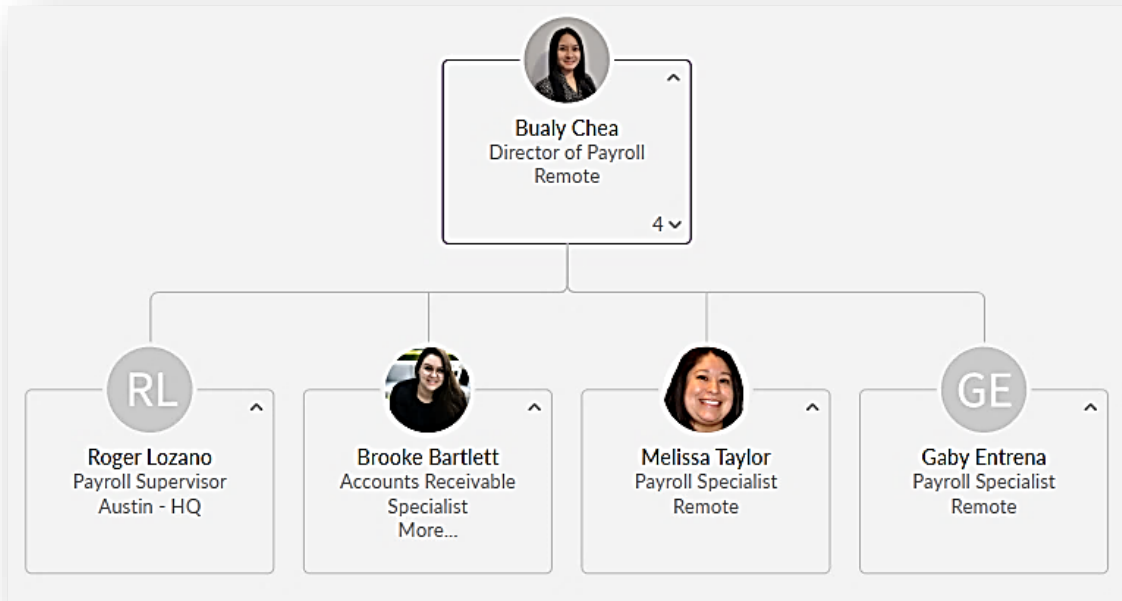 Bualy Chea
Director of Payroll
Remote
4
RL
Roger Lozano
Payroll Supervisor
Austin - HQ
Brooke Bartlett
Accounts Receivable
Specialist
More...
Melissa Taylor
Payroll Specialist
Remote
GE
Gaby Entrena
Payroll Specialist
Remote